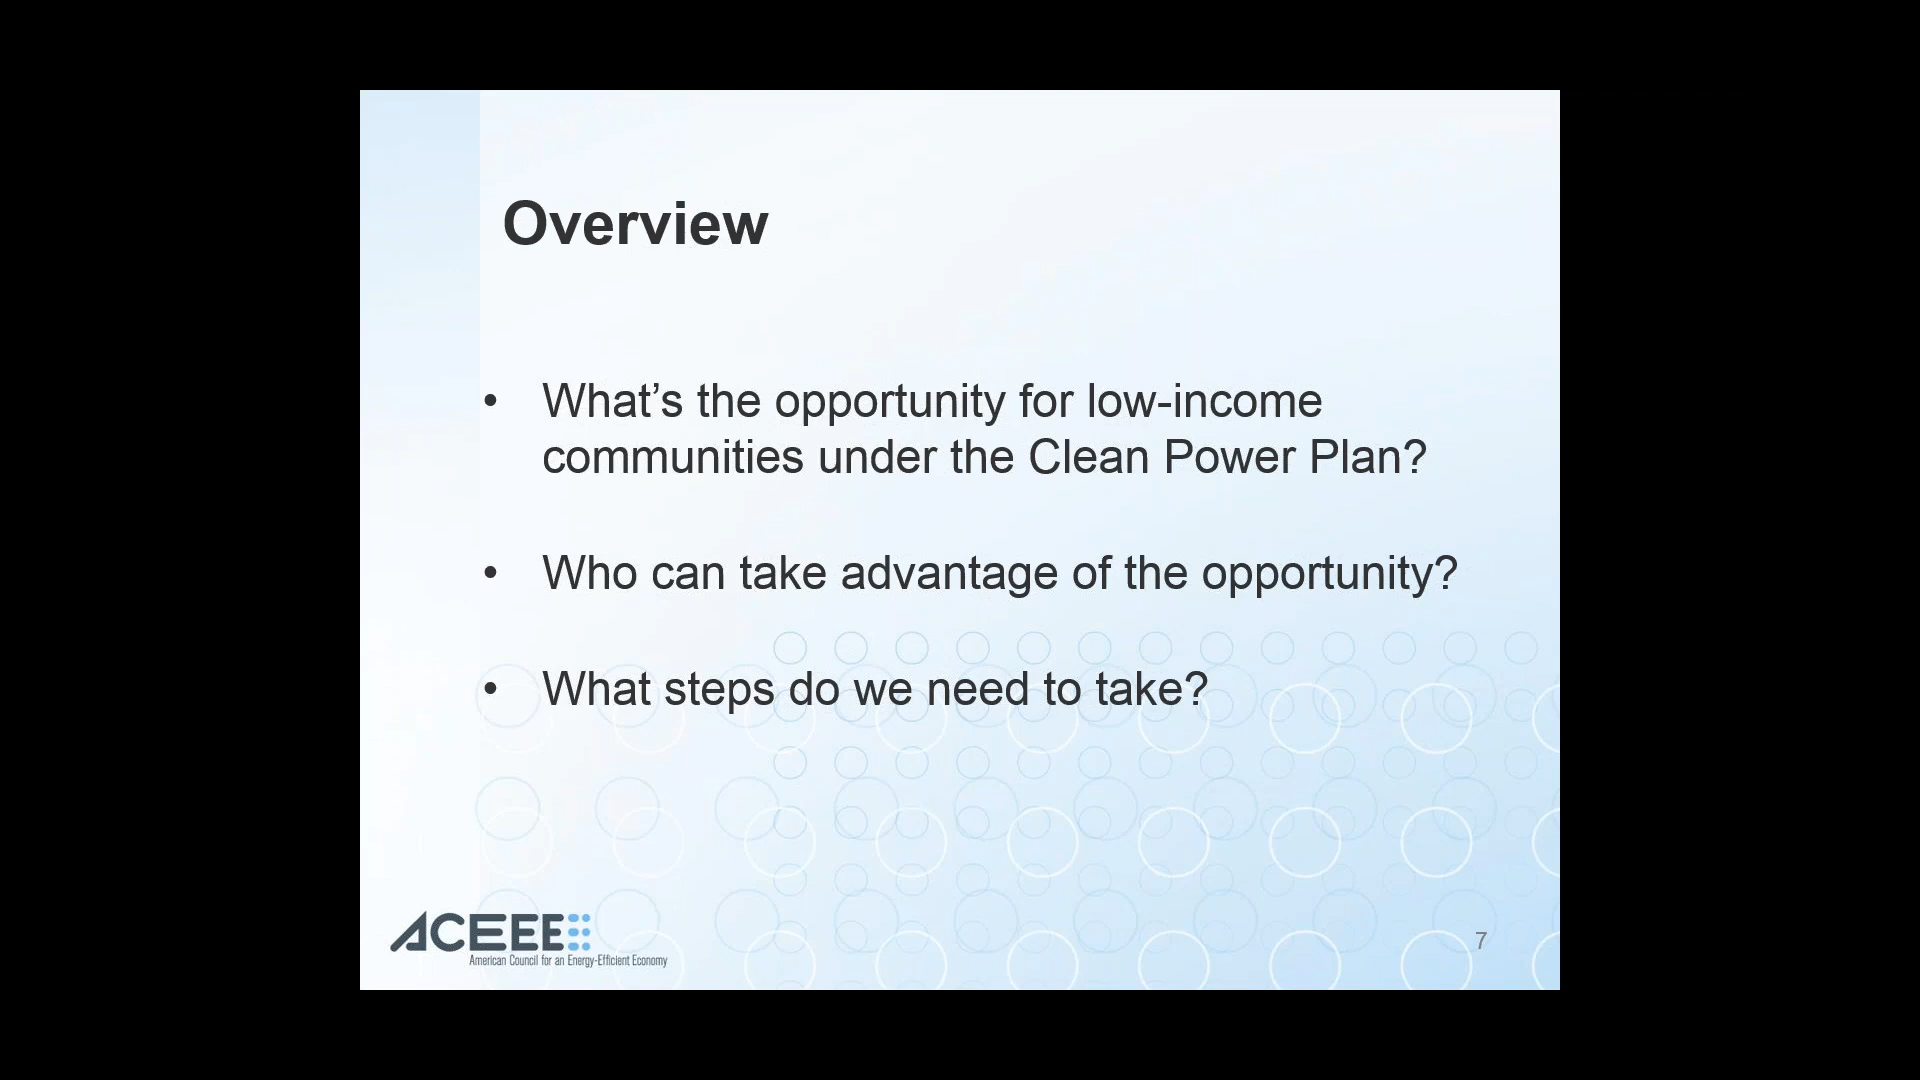 Overview
• What’s the opportunity for low-income
communities under the Clean Power Plan?
• Who can take advantage of the opportunity?
• What steps do we need to take?
ACEEE
American Council for an Energy-Efficient Economy
7